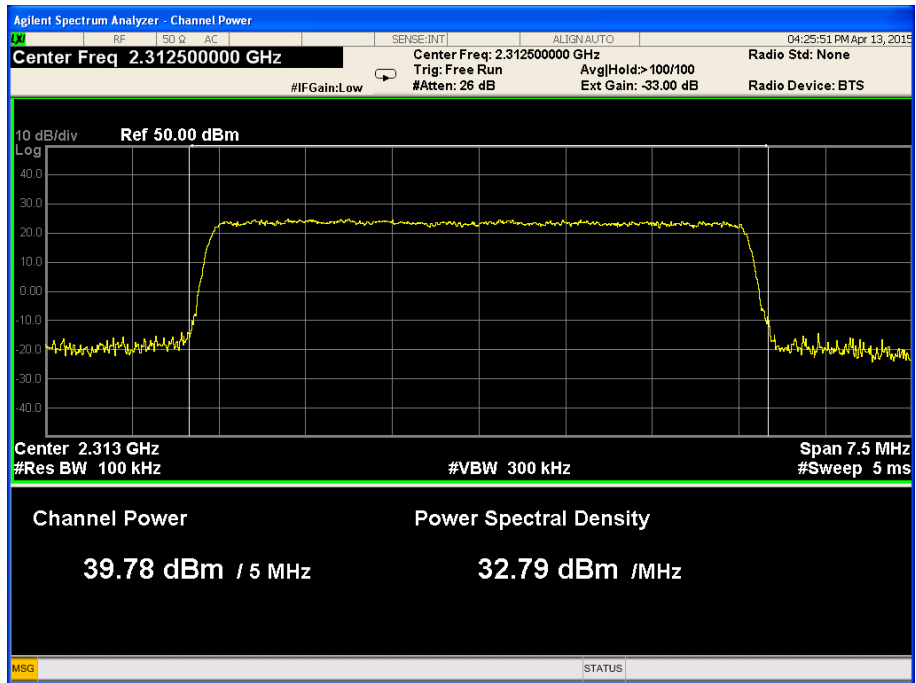 Agilent Spectrum Analyzer - Channel Power
LXI RF 50 Ω AC SENSE:INT ALIGN AUTO 04:25:51 PM Apr 13, 2015
Center Freq 2.312500000 GHz
Center Freq: 2.312500000 GHz
Radio Std: None
Trig: Free Run
Avg|Hold:>100/100
#IFGain:Low
#Atten: 26 dB
Ext Gain: -33.00 dB
Radio Device: BTS
10 dB/div
Ref 50.00 dBm
Log
40.0
30.0
20.0
10.0
0.00
-10.0
-20.0
-30.0
-40.0
Center 2.313 GHz
Span 7.5 MHz
#Res BW 100 kHz
#VBW 300 kHz
#Sweep 5 ms
Channel Power
Power Spectral Density
39.78 dBm / 5 MHz
32.79 dBm /MHz
MSG
STATUS